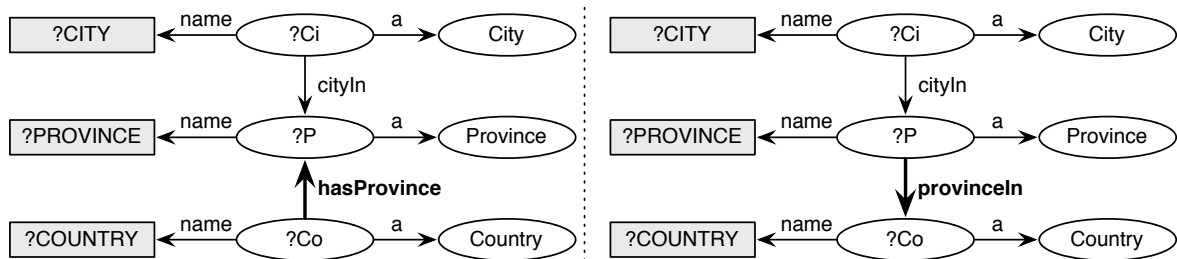 ?CITY name ?Ci a City
cityIn
?PROVINCE name ?P a Province
hasProvince
?COUNTRY name ?Co a Country
?CITY name ?Ci a City
cityIn
?PROVINCE name ?P a Province
provinceIn
?COUNTRY name ?Co a Country